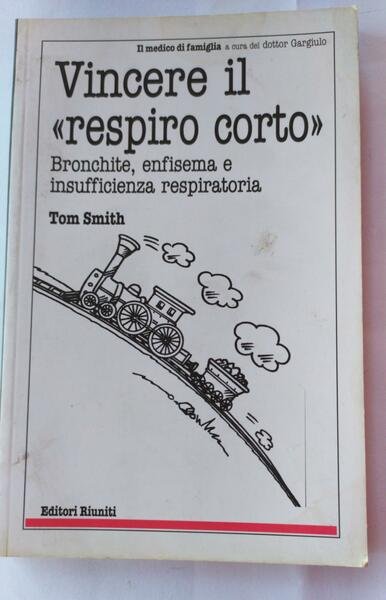 Il medico di famiglia a cura del dottor Gargiulo
Vincere il
«respiro corto»
Bronchite, enfisema e
insufficienza respiratoria
Tom Smith
Editori Riuniti